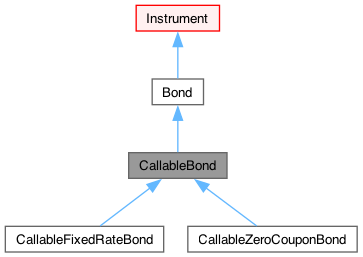 Instrument
Bond
CallableBond
CallableFixedRateBond
CallableZeroCouponBond